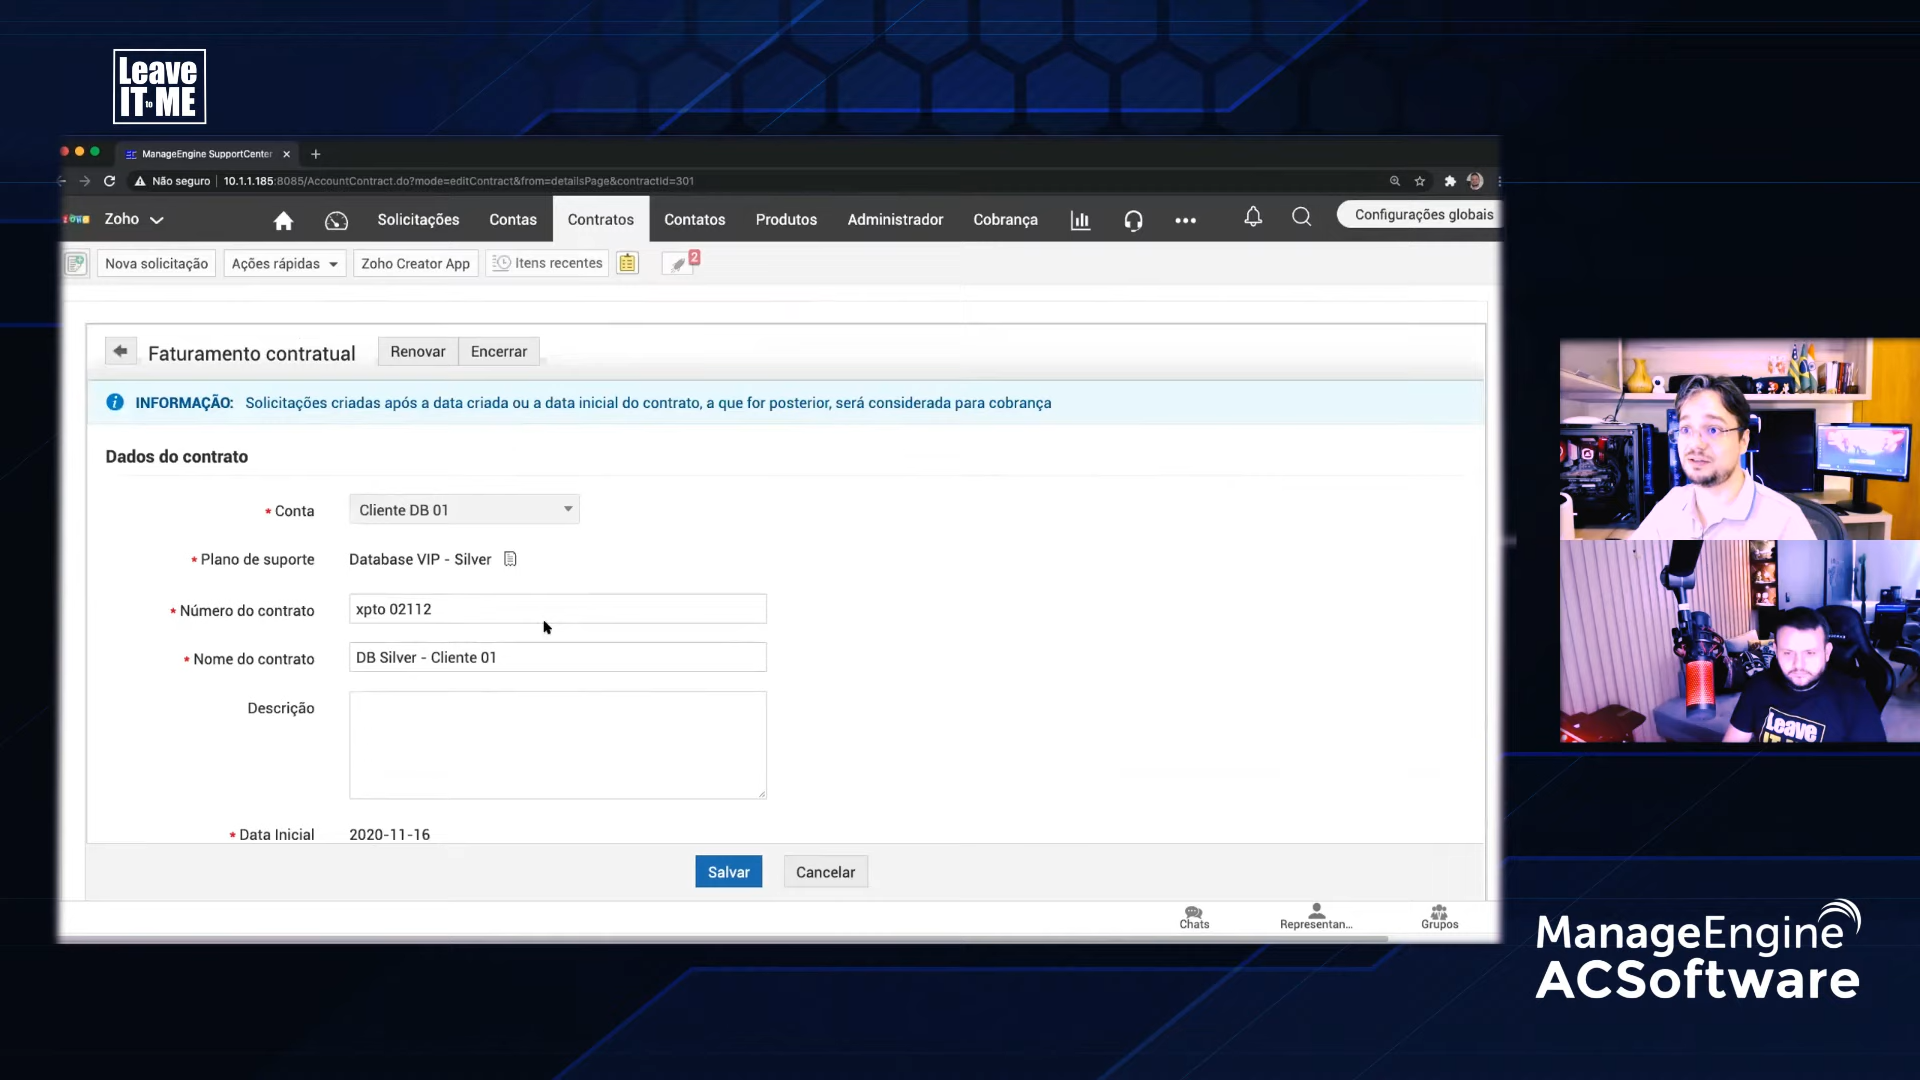 Leave
IT to ME
ManageEngine SupportCenter
Não seguro
10.1.1.185:8085/AccountContract.do?mode=editContract&from=detailsPage&contractId=301
Zoho
Solicitações
Contas
Contratos
Contatos
Produtos
Administrador
Cobrança
Configurações globais
Nova solicitação
Ações rápidas
Zoho Creator App
Itens recentes
2
Faturamento contratual
Renovar
Encerrar
INFORMAÇÃO: Solicitações criadas após a data criada ou a data inicial do contrato, a que for posterior, será considerada para cobrança
Dados do contrato
* Conta
Cliente DB 01
* Plano de suporte
Database VIP - Silver
* Número do contrato
xpto 02112
* Nome do contrato
DB Silver - Cliente 01
Descrição
* Data Inicial
2020-11-16
Salvar
Cancelar
Chats
Representan...
Grupos
Leave
ManageEngine
ACSoftware